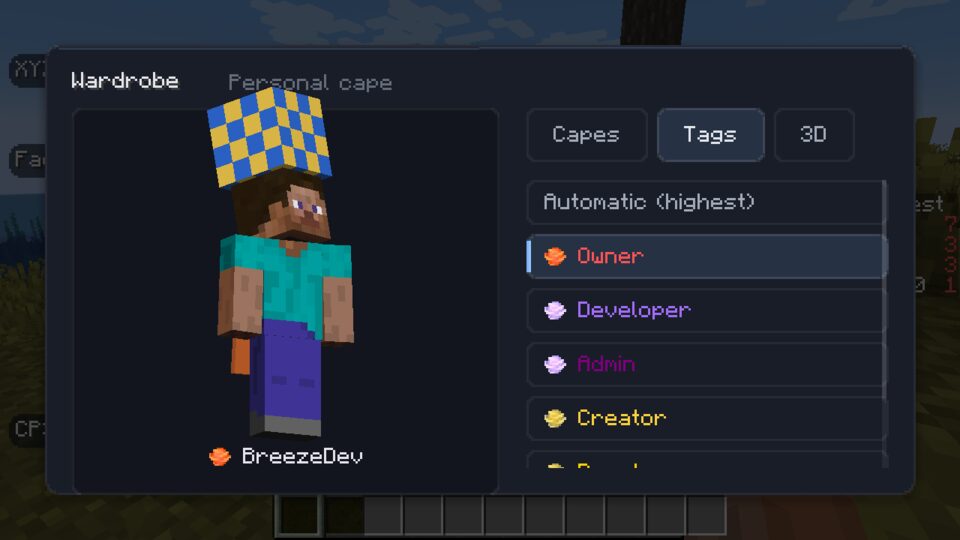 Wardrobe Personal cape
Capes Tags 3D
Automatic (highest)
Owner
Developer
Admin
Creator
BreezeDev